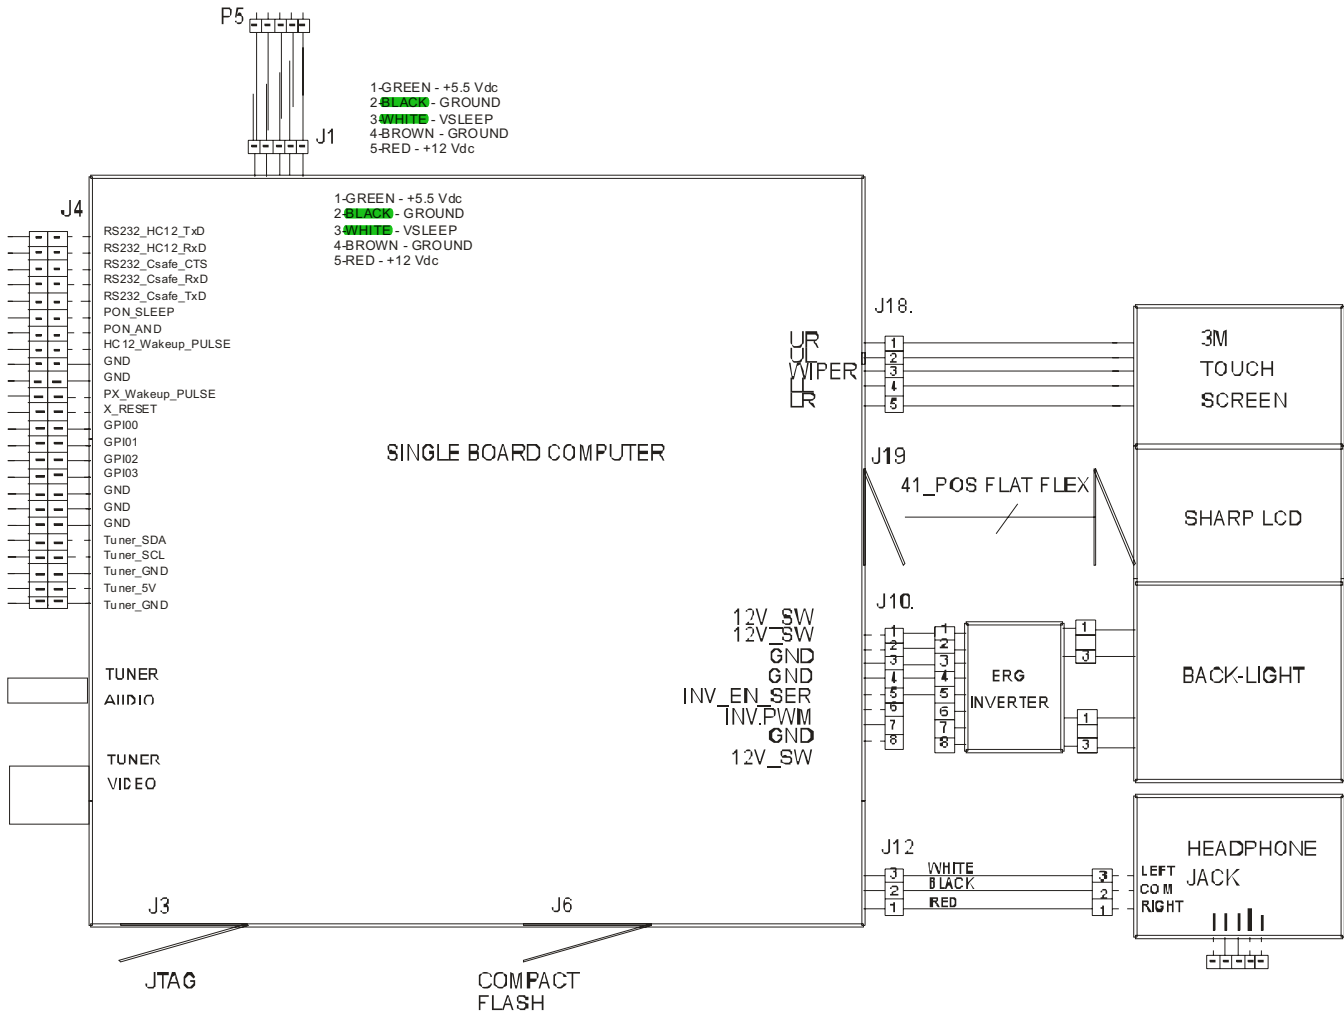 P5
1-GREEN - +5.5 Vdc
2-BLACK - GROUND
3-WHITE - VSLEEP
4-BROWN - GROUND
5-RED - +12 Vdc
J1
1-GREEN - +5.5 Vdc
2-BLACK - GROUND
3-WHITE - VSLEEP
4-BROWN - GROUND
5-RED - +12 Vdc
J4
RS232_HC12_TxD
RS232_HC12_RxD
RS232_Csafe_CTS
RS232_Csafe_RxD
RS232_Csafe_TxD
PON_SLEEP
PON_AND
HC12_Wakeup_PULSE
GND
GND
PX_Wakeup_PULSE
X_RESET
GPI00
GPI01
GPI02
GPI03
GND
GND
GND
Tuner_SDA
Tuner_SCL
Tuner_GND
Tuner_5V
Tuner_GND
TUNER
AUDIO
TUNER
VIDEO
SINGLE BOARD COMPUTER
J18.
UR 1
UL 2
WIPER 3
LL 4
LR 5
3M
TOUCH
SCREEN
J19
41_POS FLAT FLEX
SHARP LCD
J10.
12V_SW
12V_SW
GND
GND
INV_EN_SER
INV.PWM
GND
12V_SW
1 1
2 2
3 3
4 4
5 5
6 6
7 7
8 8
ERG
INVERTER
1
3
1
3
BACK-LIGHT
J12
3 WHITE 3 LEFT
2 BLACK 2 COM
1 RED 1 RIGHT
HEADPHONE
JACK
J3
JTAG
J6
COMPACT
FLASH